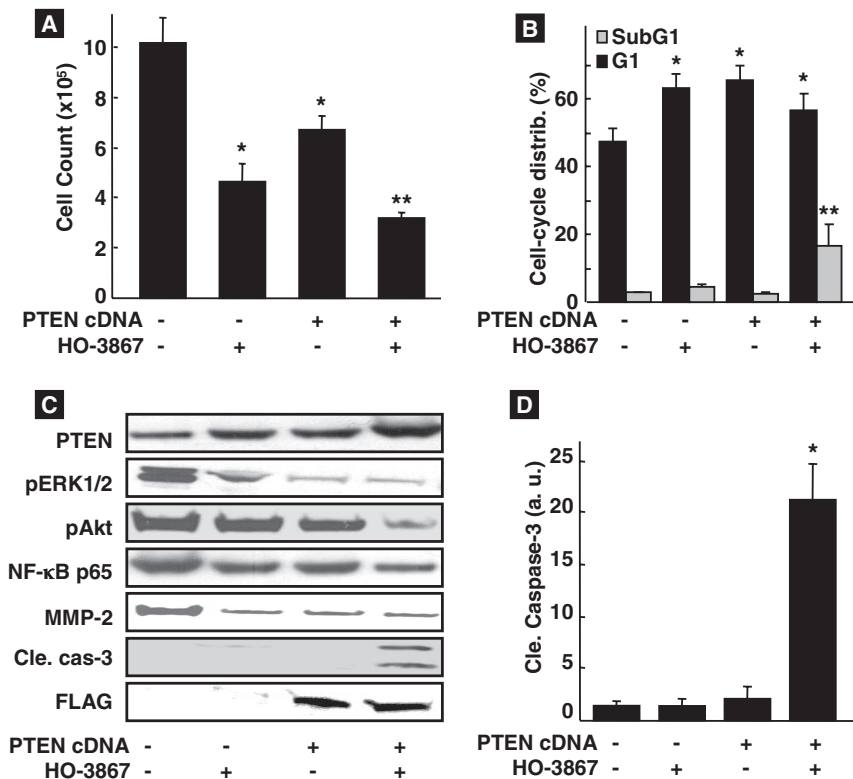 A
Cell Count (x10⁵)
10
8
6
4
2
0
*
*
**
PTEN cDNA - - + +
HO-3867 - + - +
B
SubG1
G1
Cell-cycle distrib. (%)
60
40
20
0
*
*
*
**
PTEN cDNA - - + +
HO-3867 - + - +
C
PTEN
pERK1/2
pAkt
NF-κB p65
MMP-2
Cle. cas-3
FLAG
PTEN cDNA - - + +
HO-3867 - + - +
D
Cle. Caspase-3 (a. u.)
25
20
15
10
5
0
*
PTEN cDNA - - + +
HO-3867 - + - +